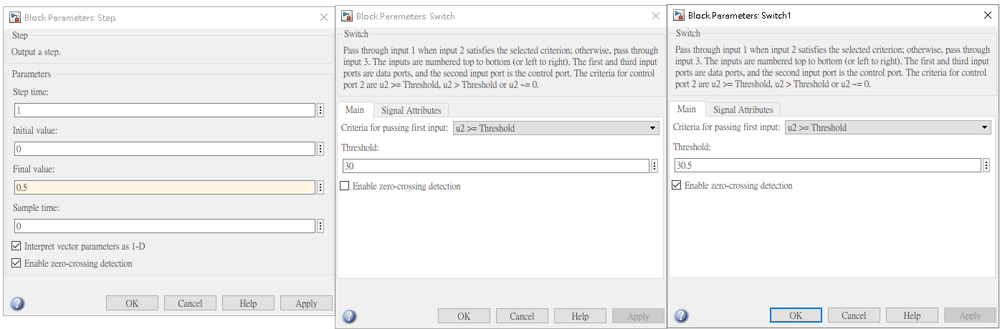 Block Parameters: Step
Step
Output a step.
Parameters
Step time:
1
Initial value:
0
Final value:
0.5
Sample time:
0
Interpret vector parameters as 1-D
Enable zero-crossing detection
OK
Cancel
Help
Apply
Block Parameters: Switch
Switch
Pass through input 1 when input 2 satisfies the selected criterion; otherwise, pass through
input 3. The inputs are numbered top to bottom (or left to right). The first and third input
ports are data ports, and the second input port is the control port. The criteria for control
port 2 are u2 >= Threshold, u2 > Threshold or u2 ~= 0.
Main
Signal Attributes
Criteria for passing first input: u2 >= Threshold
Threshold:
30
Enable zero-crossing detection
OK
Cancel
Help
Apply
Block Parameters: Switch1
Switch
Pass through input 1 when input 2 satisfies the selected criterion; otherwise, pass through
input 3. The inputs are numbered top to bottom (or left to right). The first and third input
ports are data ports, and the second input port is the control port. The criteria for control
port 2 are u2 >= Threshold, u2 > Threshold or u2 ~= 0.
Main
Signal Attributes
Criteria for passing first input: u2 >= Threshold
Threshold:
30.5
Enable zero-crossing detection
OK
Cancel
Help
Apply